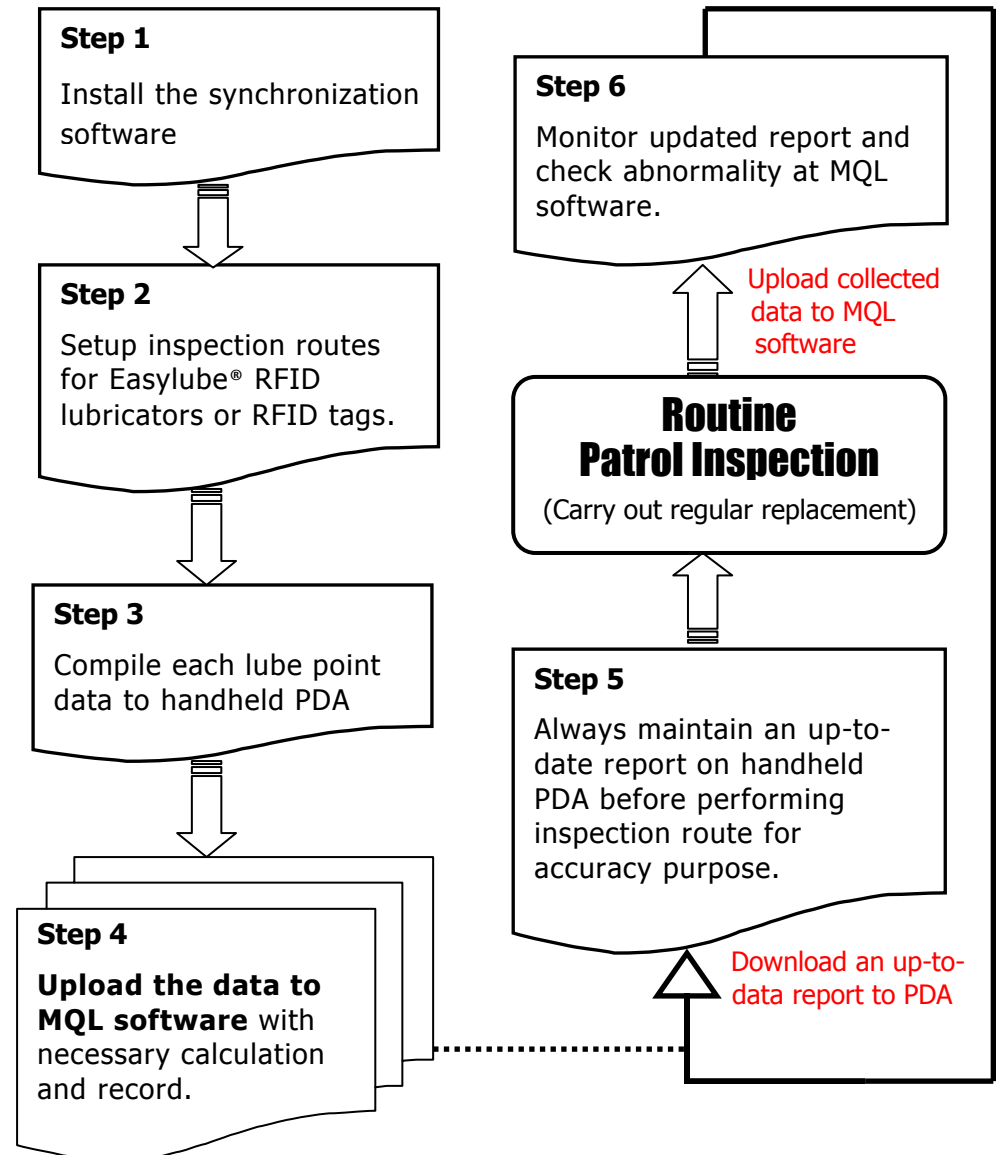 Step 1
Install the synchronization
software
Step 2
Setup inspection routes
for Easylube® RFID
lubricators or RFID tags.
Step 3
Compile each lube point
data to handheld PDA
Step 4
Upload the data to
MQL software with
necessary calculation
and record.
Step 6
Monitor updated report and
check abnormality at MQL
software.
Upload collected
data to MQL
software
Routine
Patrol Inspection
(Carry out regular replacement)
Step 5
Always maintain an up-to-
date report on handheld
PDA before performing
inspection route for
accuracy purpose.
Download an up-to-
data report to PDA